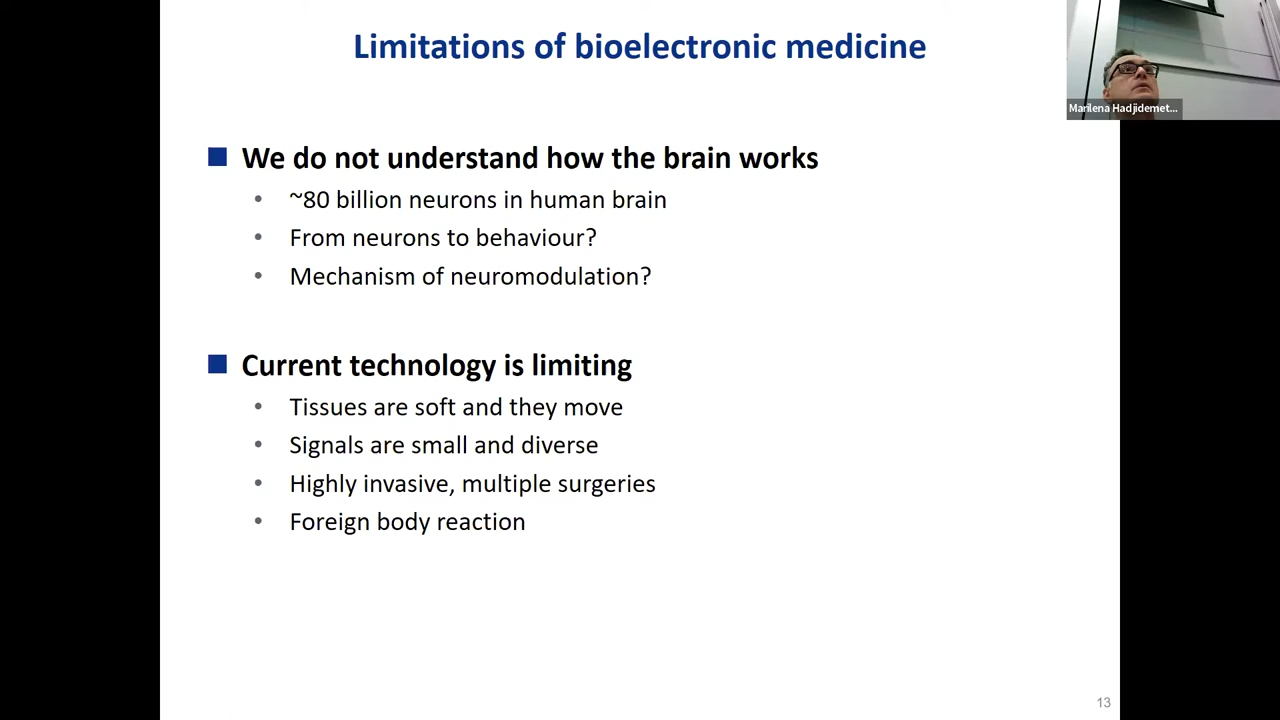 Limitations of bioelectronic medicine
Marilena Hadjidemet...
We do not understand how the brain works
~80 billion neurons in human brain
From neurons to behaviour?
Mechanism of neuromodulation?
Current technology is limiting
Tissues are soft and they move
Signals are small and diverse
Highly invasive, multiple surgeries
Foreign body reaction
13